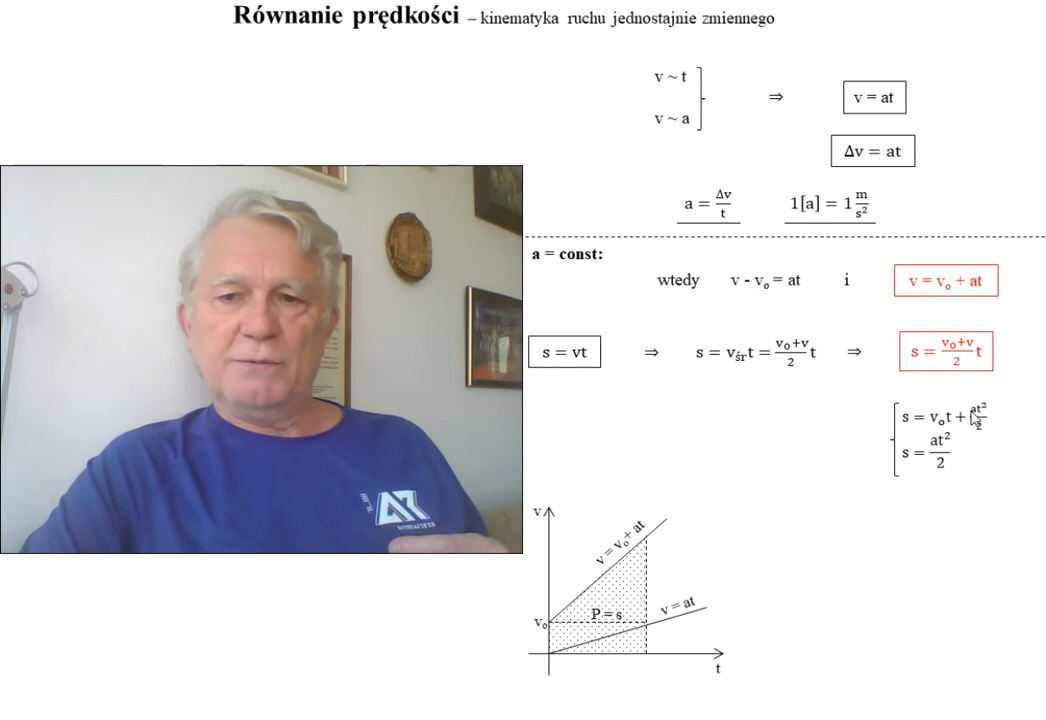 Równanie prędkości – kinematyka ruchu jednostajnie zmiennego
v ~ t
v ~ a
⇒
v = at
Δv = at
a = Δv/t
1[a] = 1 m/s²
a = const:
wtedy v - vₒ = at i v = vₒ + at
s = vt ⇒ s = vśrt = (vₒ+v)/2 t ⇒ s = (vₒ+v)/2 t
s = vₒt + at²/2
s = at²/2
v
v = vₒ + at
v = at
P = s
vₒ
t